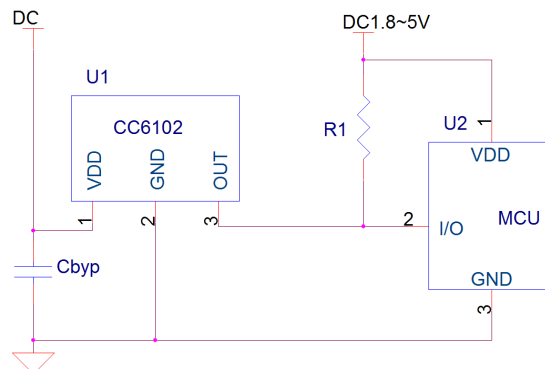 DC
DC1.8~5V
U1
CC6102
VDD
GND
OUT
1
2
3
R1
U2
1
VDD
2
I/O
MCU
GND
3
Cbyp